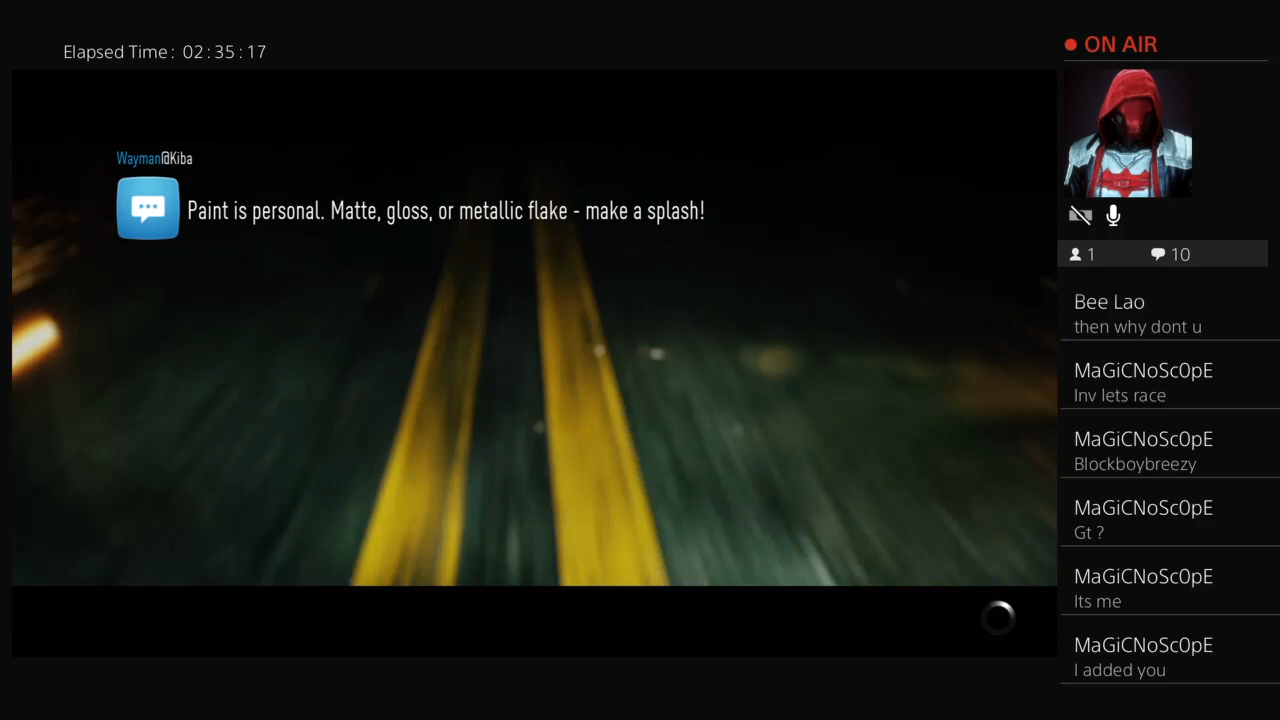 Elapsed Time: 02:35:17
ON AIR
Wayman@Kiba
Paint is personal. Matte, gloss, or metallic flake - make a splash!
1 10
Bee Lao
then why dont u
MaGiCNoSc0pE
Inv lets race
MaGiCNoSc0pE
Blockboybreezy
MaGiCNoSc0pE
Gt ?
MaGiCNoSc0pE
Its me
MaGiCNoSc0pE
I added you